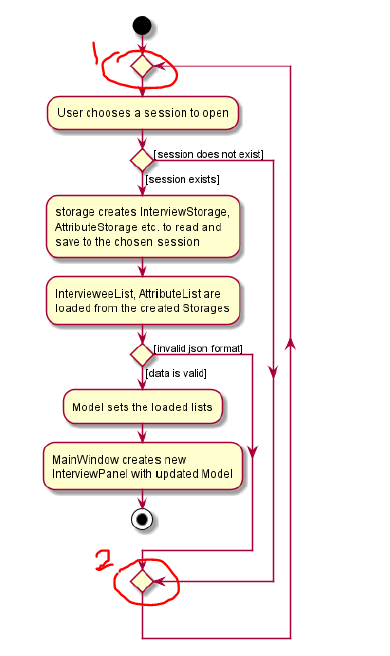 1
User chooses a session to open
[session does not exist]
[session exists]
storage creates InterviewStorage,
AttributeStorage etc. to read and
save to the chosen session
IntervieweeList, AttributeList are
loaded from the created Storages
[invalid json format]
[data is valid]
Model sets the loaded lists
MainWindow creates new
InterviewPanel with updated Model
2